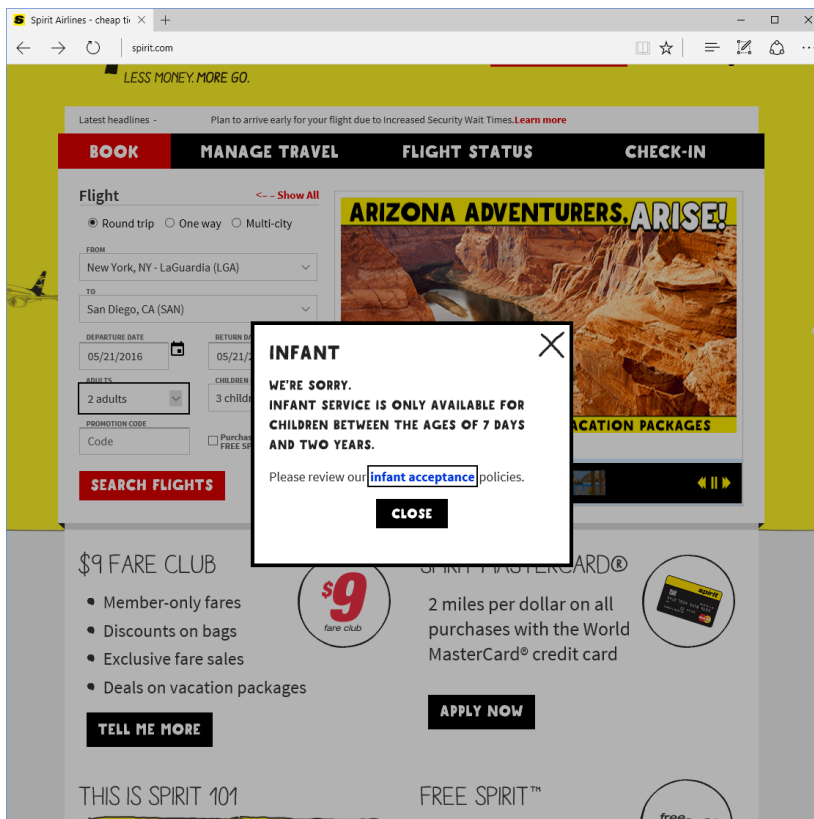 Spirit Airlines - cheap
spirit.com
LESS MONEY. MORE GO.
Latest headlines -
Plan to arrive early for your flight due to Increased Security Wait Times.Learn more
BOOK
MANAGE TRAVEL
FLIGHT STATUS
CHECK-IN
Flight
<-- Show All
Round trip
One way
Multi-city
FROM
New York, NY - LaGuardia (LGA)
TO
San Diego, CA (SAN)
DEPARTURE DATE
RETURN
05/21/2016
05/21/
ADULTS
CHILDREN
2 adults
3
PROMOTION CODE
Code
FREE
SEARCH FLIGHTS
ARIZONA ADVENTURERS, ARISE!
PACKAGES
INFANT
WE'RE SORRY.
INFANT SERVICE IS ONLY AVAILABLE FOR
CHILDREN BETWEEN THE AGES OF 7 DAYS
AND TWO YEARS.
Please review our infant acceptance policies.
CLOSE
$9 FARE CLUB
Member-only fares
Discounts on bags
Exclusive fare sales
Deals on vacation packages
$9
fare club
TELL ME MORE
SPIRIT MASTERCARD®
2 miles per dollar on all
purchases with the World
MasterCard® credit card
spirit
APPLY NOW
THIS IS SPIRIT 101
FREE SPIRIT™
free